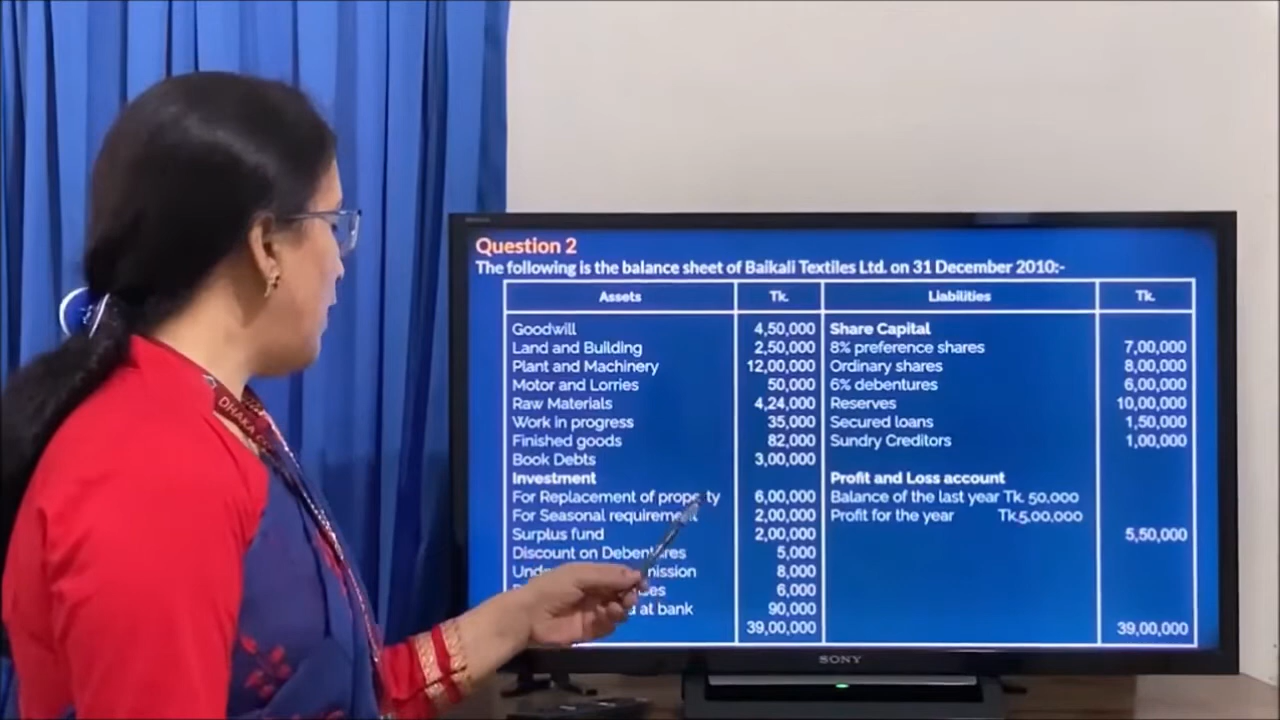 Question 2
The following is the balance sheet of Baikali Textiles Ltd. on 31 December 2010:-
Assets Tk. Liabilities Tk.
Goodwill 4,50,000 Share Capital
Land and Building 2,50,000 8% preference shares 7,00,000
Plant and Machinery 12,00,000 Ordinary shares 8,00,000
Motor and Lorries 50,000 6% debentures 6,00,000
Raw Materials 4,24,000 Reserves 10,00,000
Work in progress 35,000 Secured loans 1,50,000
Finished goods 82,000 Sundry Creditors 1,00,000
Book Debts 3,00,000
Investment Profit and Loss account
For Replacement of property 6,00,000 Balance of the last year Tk. 50,000
For Seasonal requirement 2,00,000 Profit for the year Tk.5,00,000
Surplus fund 2,00,000 5,50,000
Discount on Debentures 5,000
8,000
6,000
at bank 90,000
39,00,000 39,00,000
SONY
DHAKA